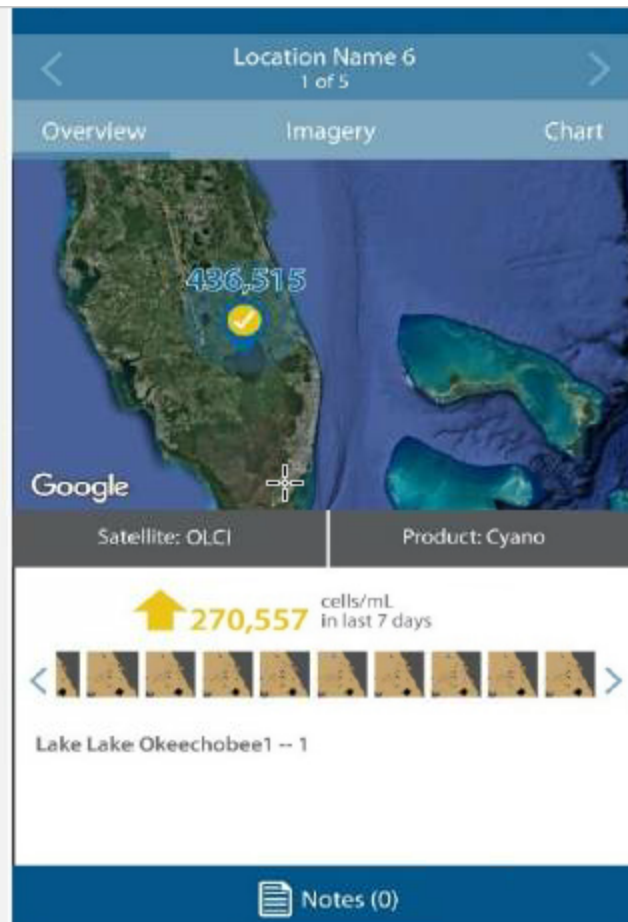 Location Name 6
1 of 5
Overview Imagery Chart
436,515
Google
Satellite: OLCI Product: Cyano
270,557 cells/mL
in last 7 days
Lake Lake Okeechobee1 -- 1
Notes (0)